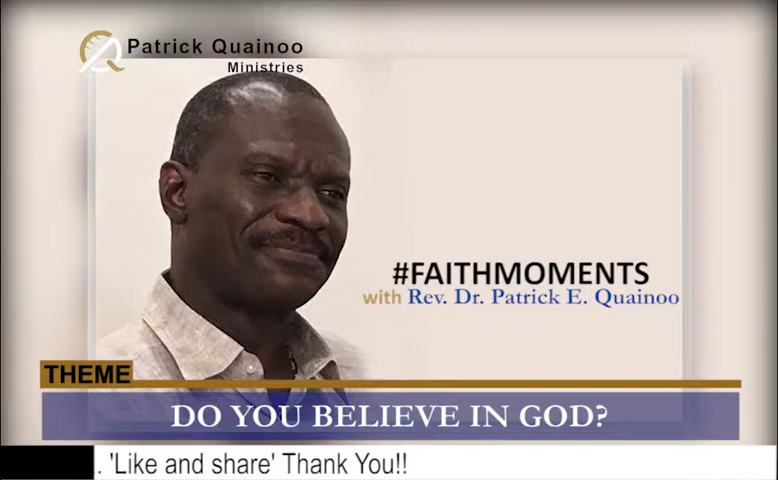 Patrick Quainoo
Ministries
#FAITHMOMENTS
with Rev. Dr. Patrick E. Quainoo
THEME
DO YOU BELIEVE IN GOD?
. 'Like and share' Thank You!!